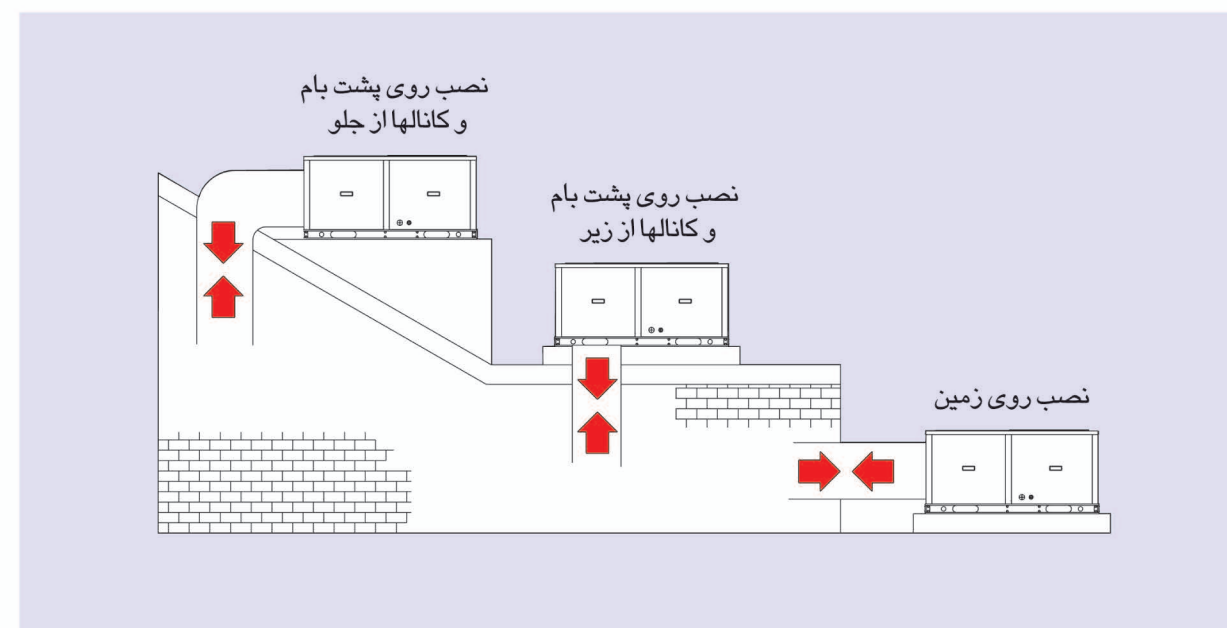 نصب روی پشت بام
و کانالها از جلو
نصب روی پشت بام
و کانالها از زیر
نصب روی زمین